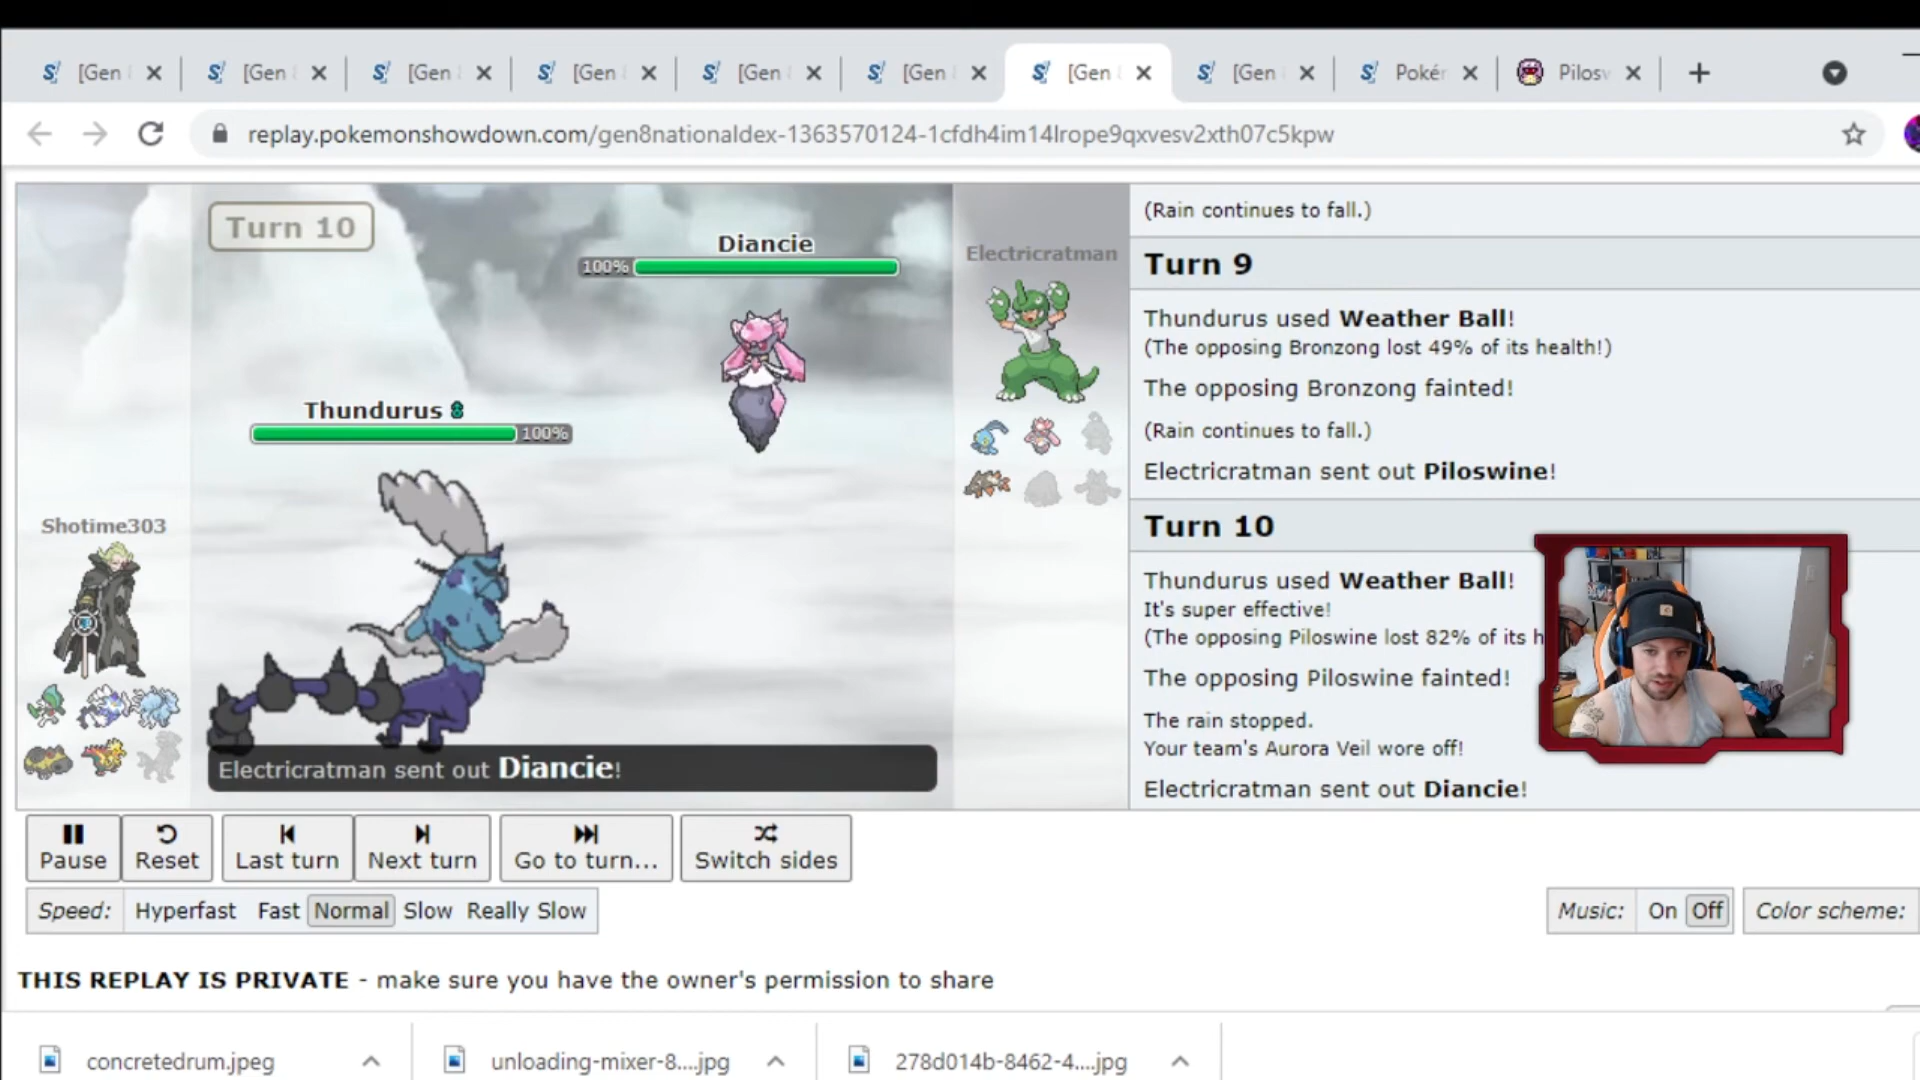 [Gen
[Gen
[Gen
[Gen
[Gen
[Gen
[Gen
[Gen
Pokér
Pilosw
replay.pokemonshowdown.com/gen8nationaldex-1363570124-1cfdh4im14lrope9qxvesv2xth07c5kpw
Turn 10
Diancie
100%
Thundurus
100%
Shotime303
Electricratman
Electricratman sent out Diancie!
(Rain continues to fall.)
Turn 9
Thundurus used Weather Ball!
(The opposing Bronzong lost 49% of its health!)
The opposing Bronzong fainted!
(Rain continues to fall.)
Electricratman sent out Piloswine!
Turn 10
Thundurus used Weather Ball!
It's super effective!
(The opposing Piloswine lost 82% of its h
The opposing Piloswine fainted!
The rain stopped.
Your team's Aurora Veil wore off!
Electricratman sent out Diancie!
Pause
Reset
Last turn
Next turn
Go to turn...
Switch sides
Speed: Hyperfast Fast Normal Slow Really Slow
Music: On Off
Color scheme:
THIS REPLAY IS PRIVATE - make sure you have the owner's permission to share
concretedrum.jpeg
unloading-mixer-8....jpg
278d014b-8462-4....jpg